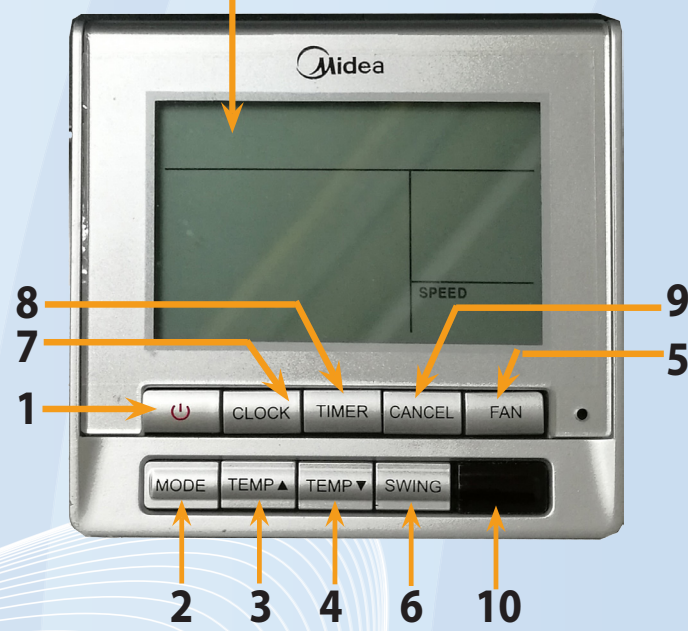 Midea
SPEED
8
9
7
5
1
CLOCK
TIMER
CANCEL
FAN
MODE
TEMP▲
TEMP▼
SWING
2
3
4
6
10